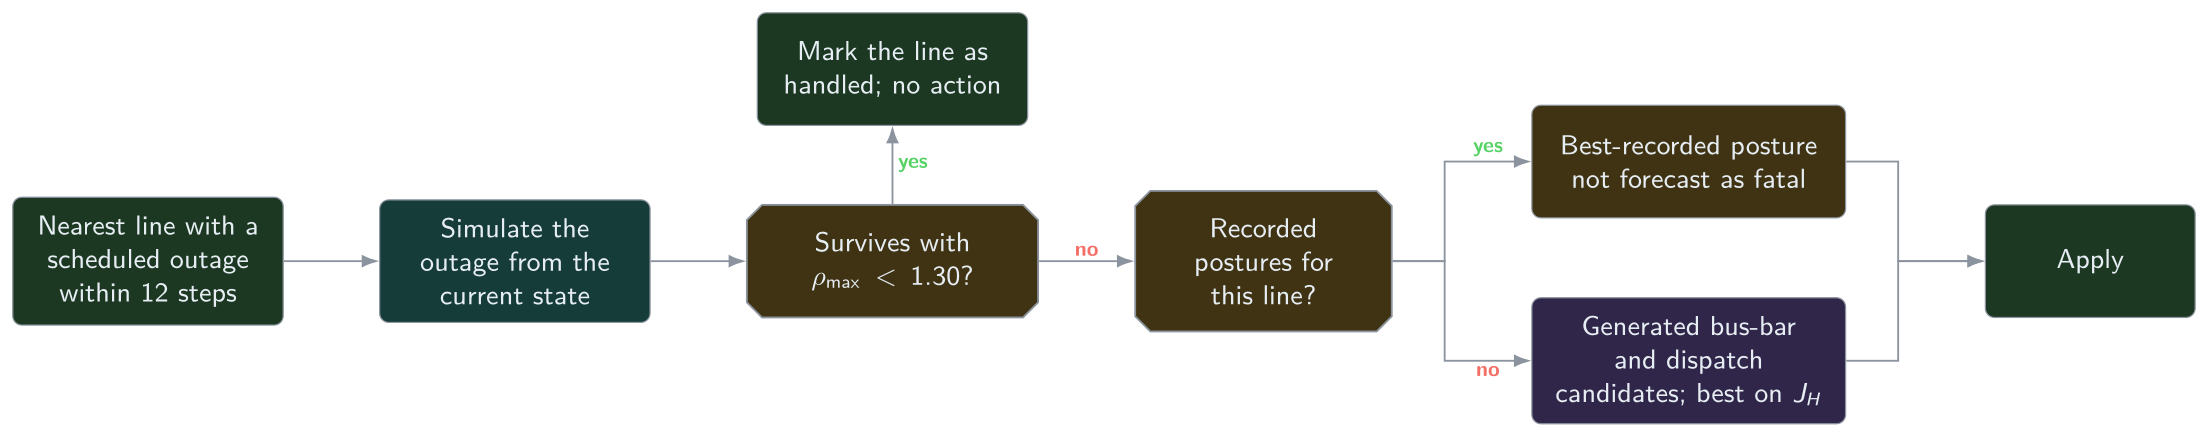 Nearest line with a
scheduled outage
within 12 steps
Simulate the
outage from the
current state
Mark the line as
handled; no action
yes
Survives with
ρmax < 1.30?
no
Recorded
postures for
this line?
yes
Best-recorded posture
not forecast as fatal
no
Generated bus-bar
and dispatch
candidates; best on JH
Apply